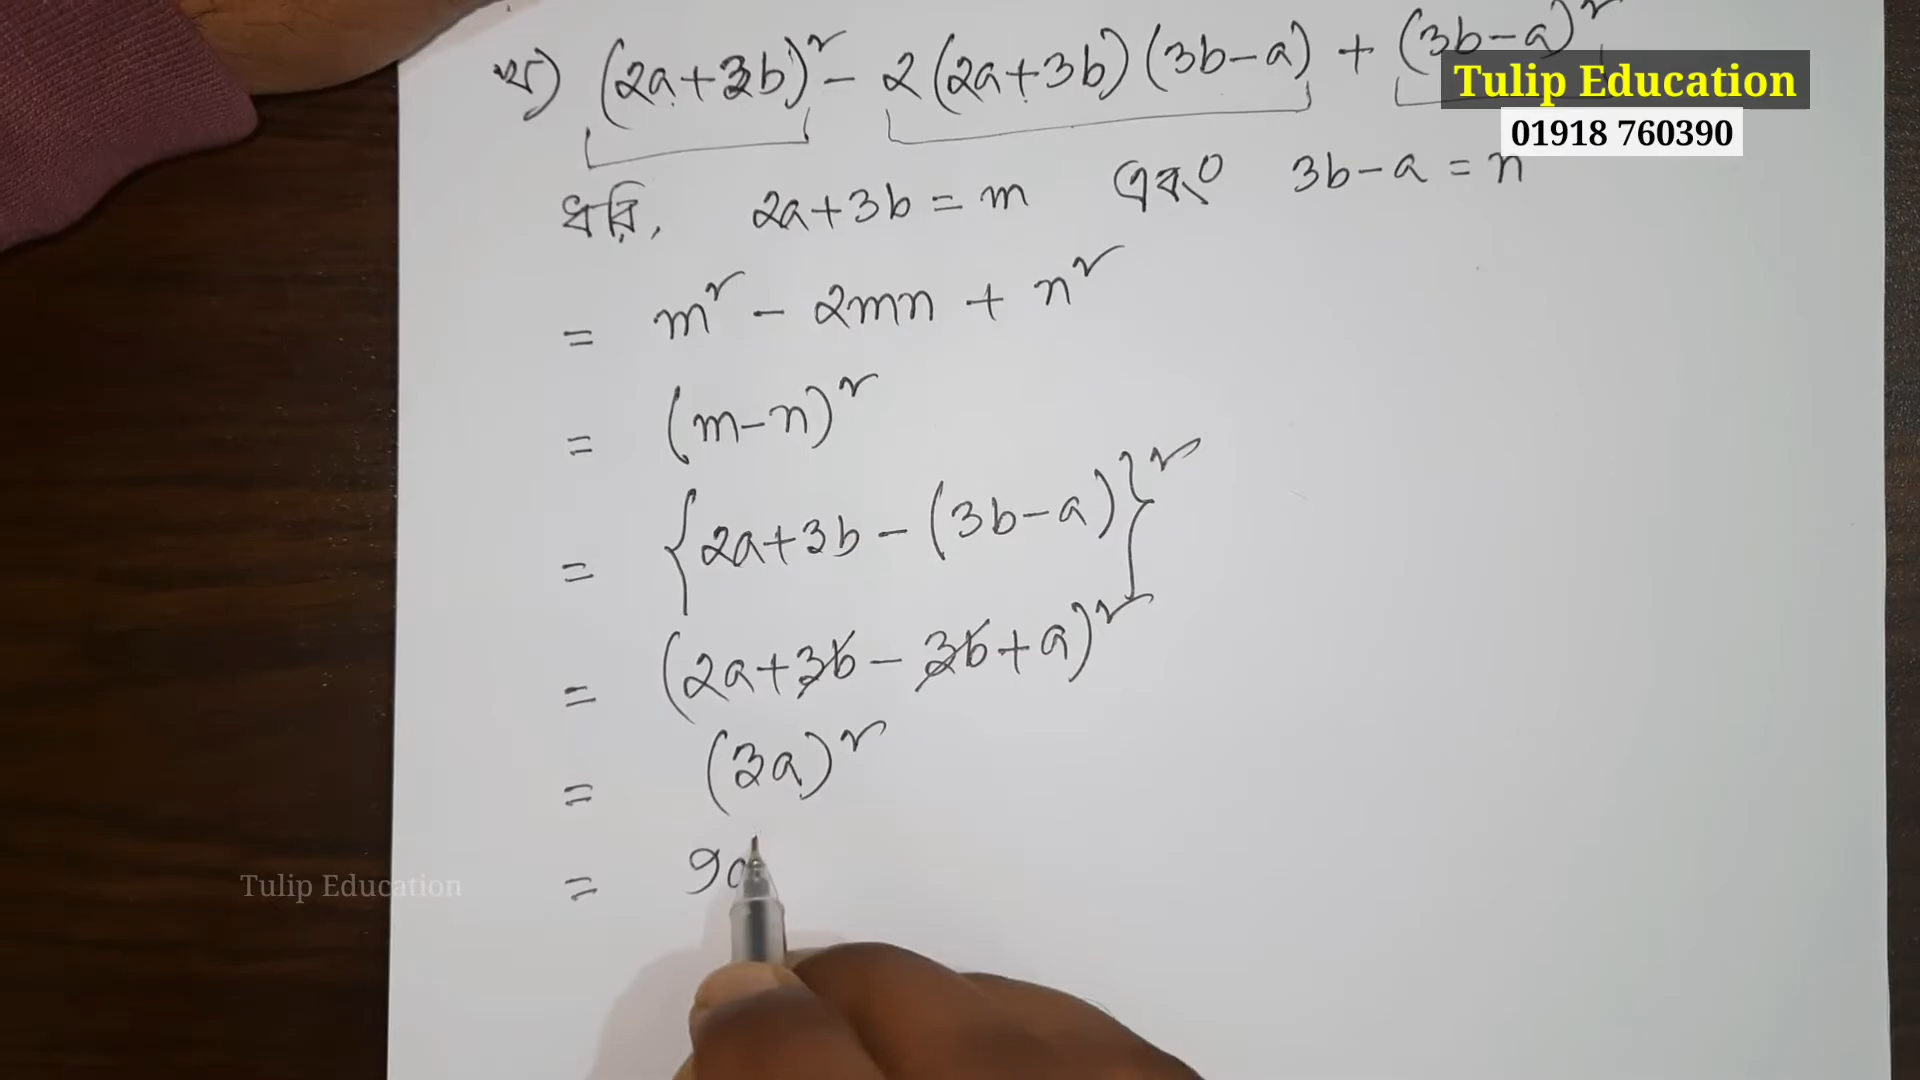 খ) (2a+3b)² - 2(2a+3b)(3b-a) + (3b-a)²
Tulip Education
01918 760390
ধরি, 2a+3b = m এবং 3b-a = n
= m² - 2mn + n²
= (m-n)²
= {2a+3b-(3b-a)}²
= (2a+3b-3b+a)²
= (3a)²
= 9a
Tulip Education